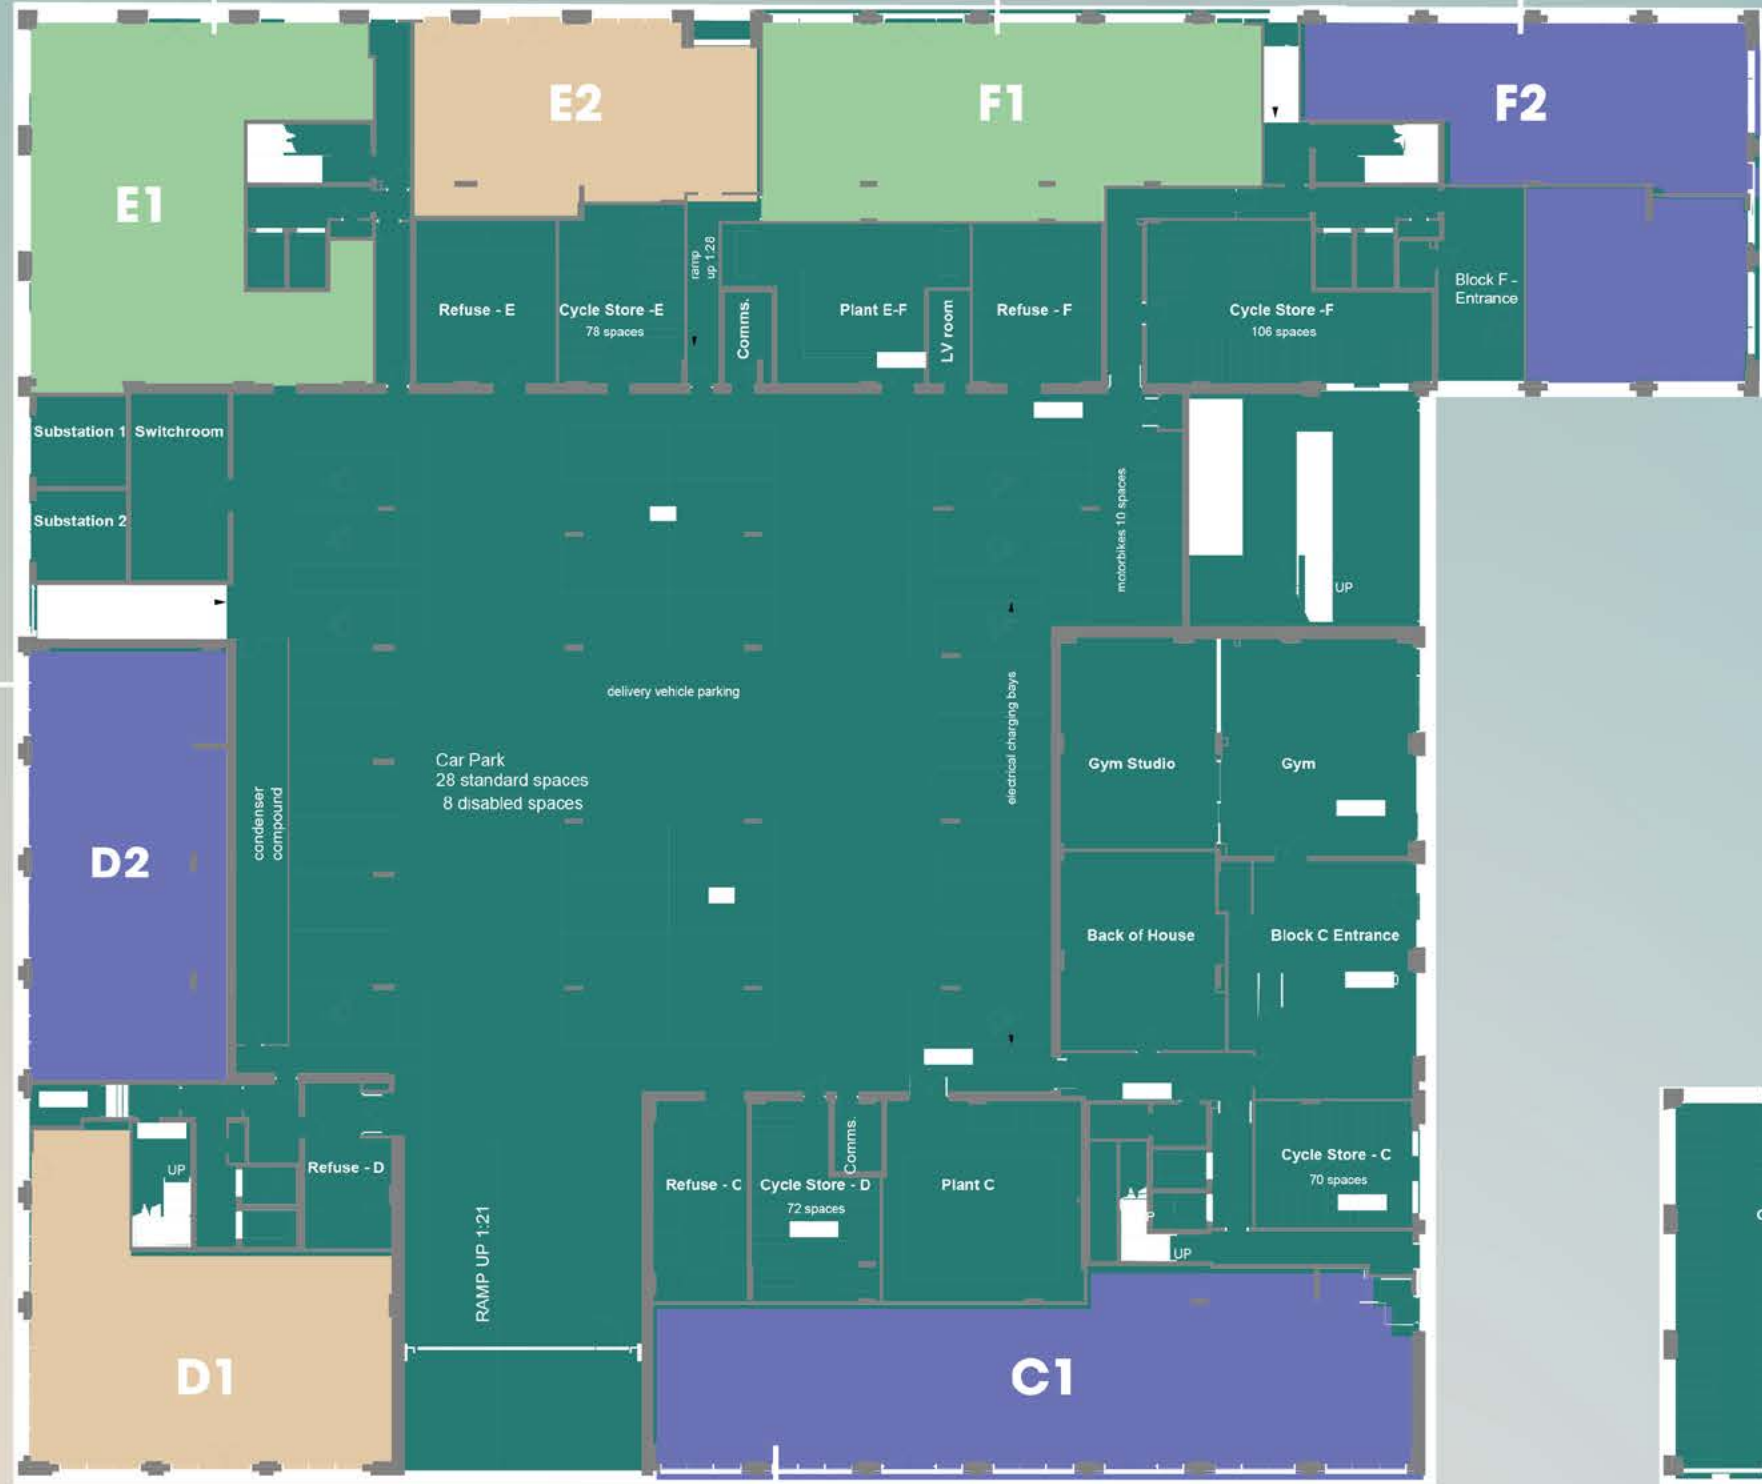 E2
F1
F2
E1
Refuse - E
Cycle Store -E
78 spaces
ramp
up 1:28
Comms.
Plant E-F
LV room
Refuse - F
Cycle Store -F
106 spaces
Block F -
Entrance
Substation 1
Switchroom
Substation 2
motorbikes 10 spaces
UP
delivery vehicle parking
electrical charging bays
Car Park
28 standard spaces
8 disabled spaces
condenser
compound
D2
Gym Studio
Gym
Back of House
Block C Entrance
UP
Refuse - D
RAMP UP 1:21
Refuse - C
Cycle Store - D
72 spaces
Comms.
Plant C
Cycle Store - C
70 spaces
UP
D1
C1